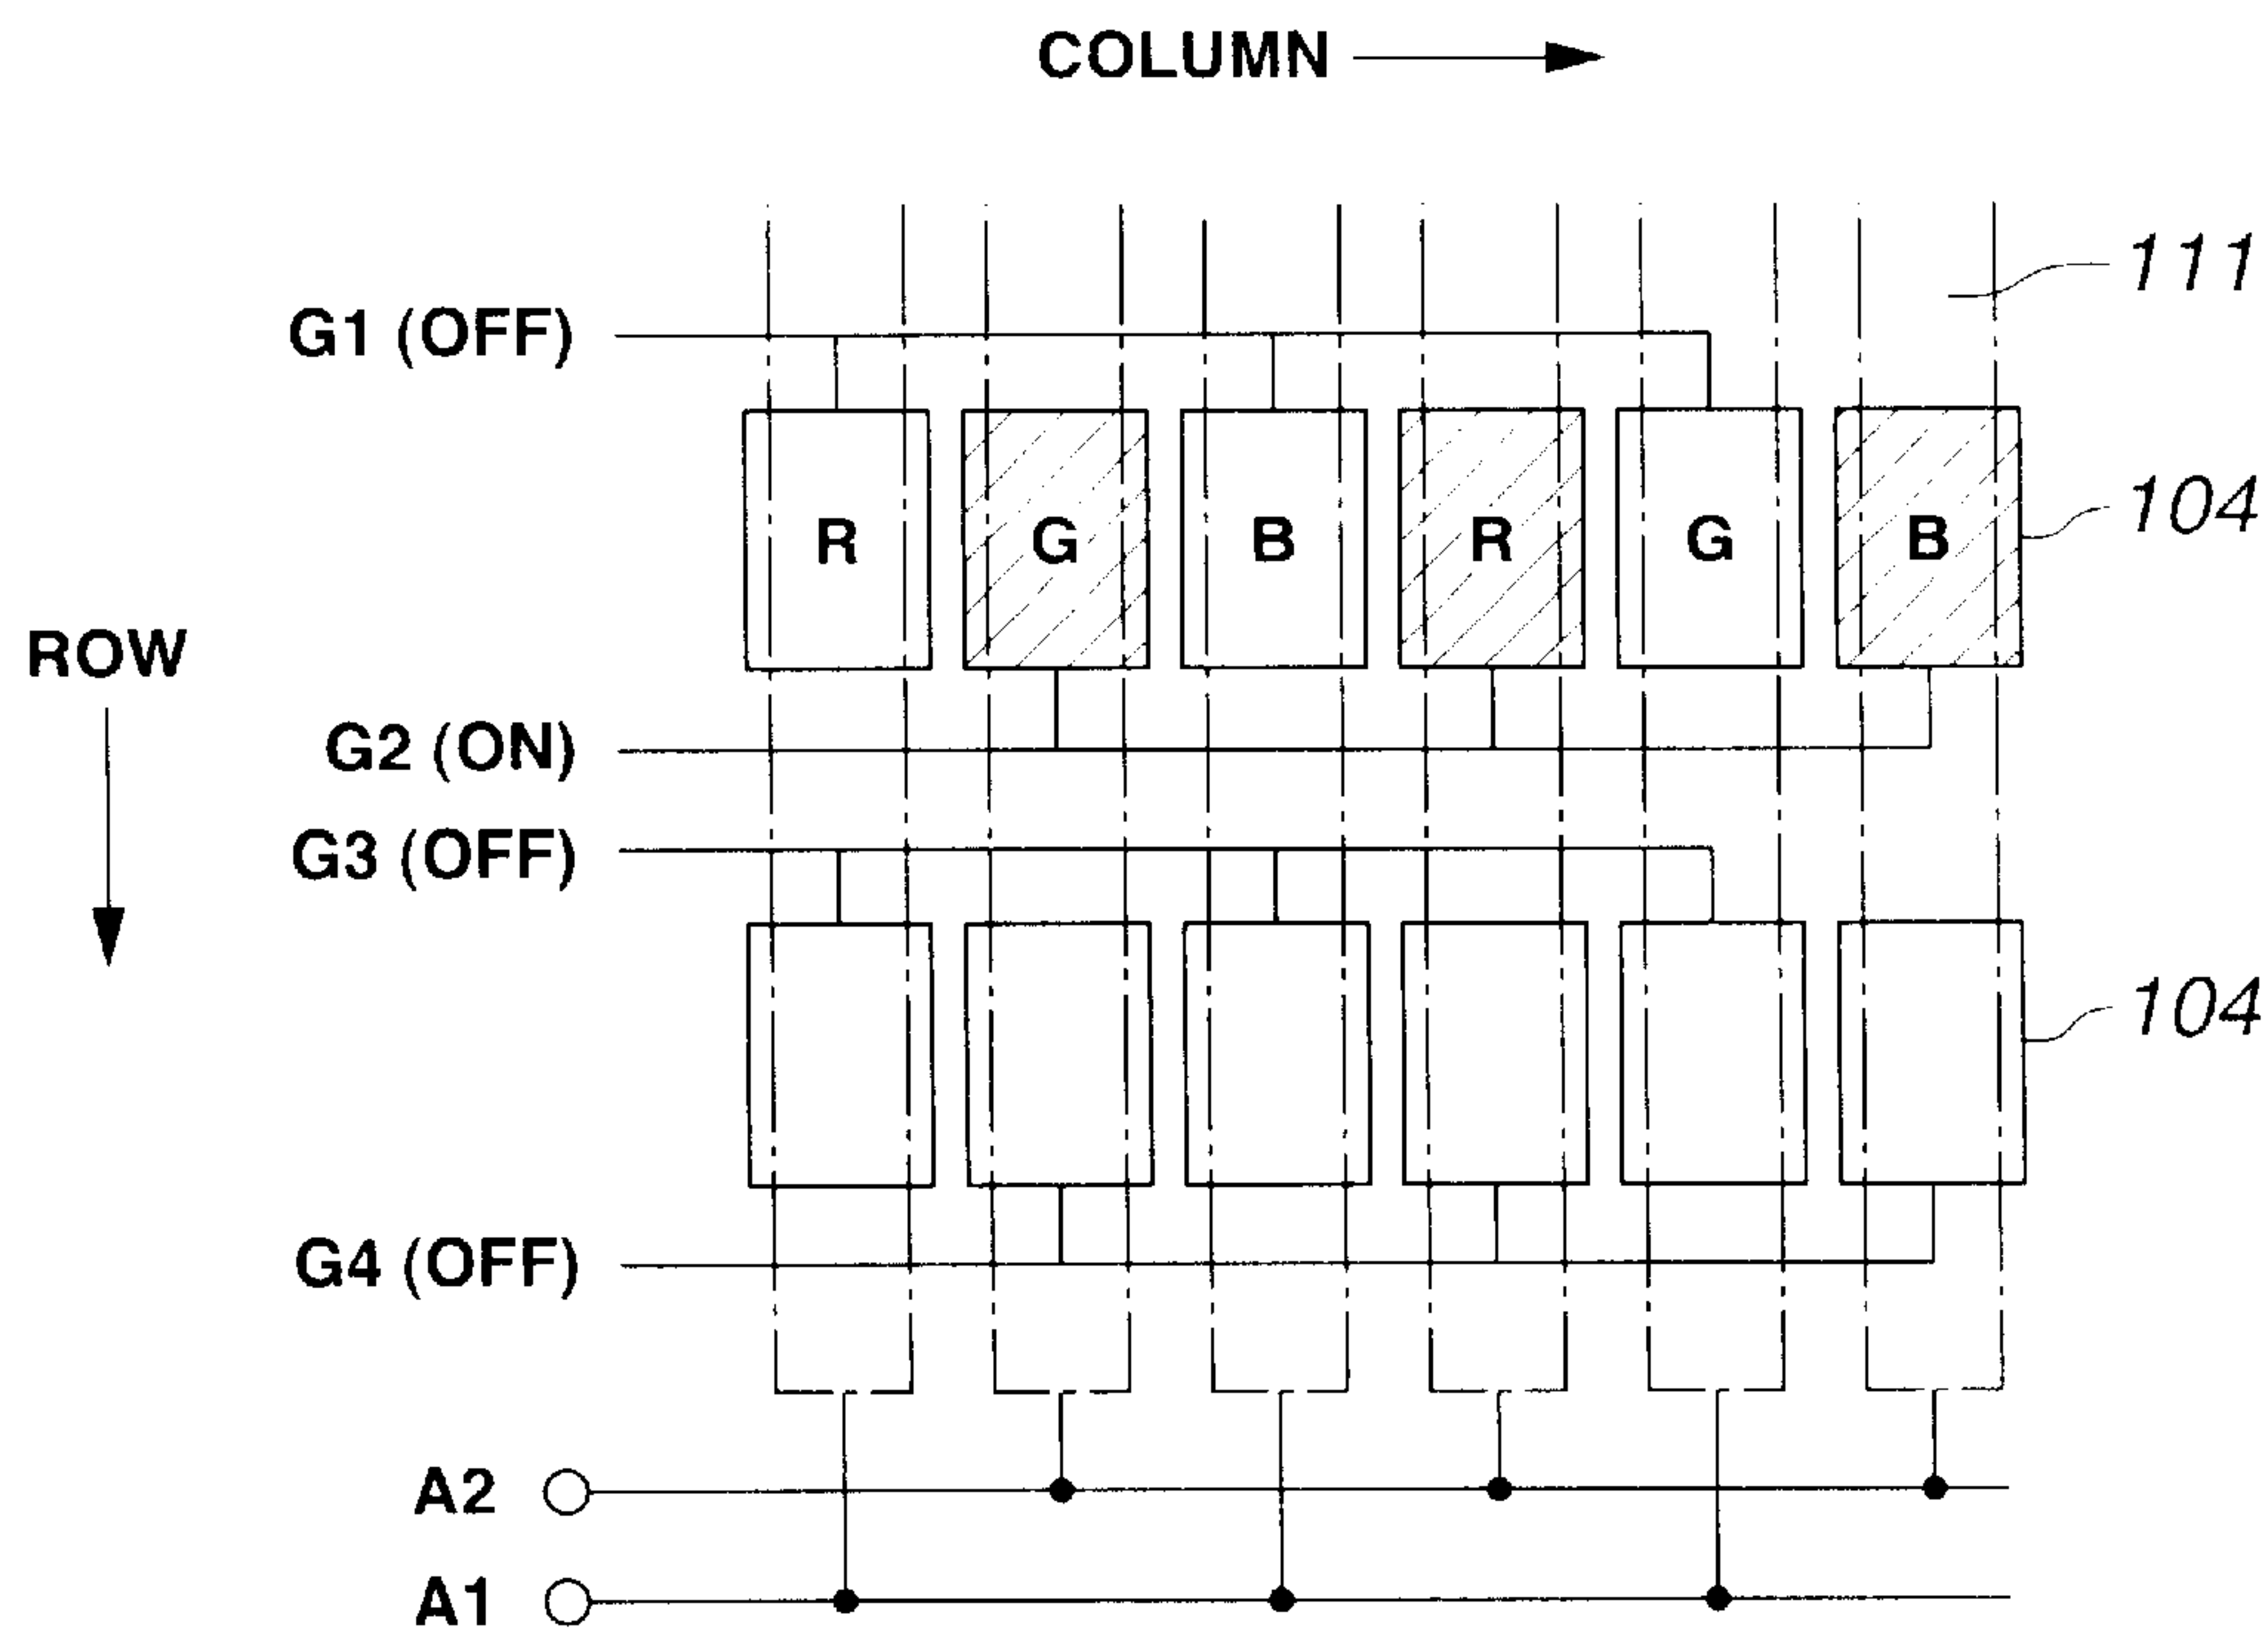 COLUMN
111
G1 (OFF)
R G B R G B
104
ROW
G2 (ON)
G3 (OFF)
104
G4 (OFF)
A2
A1